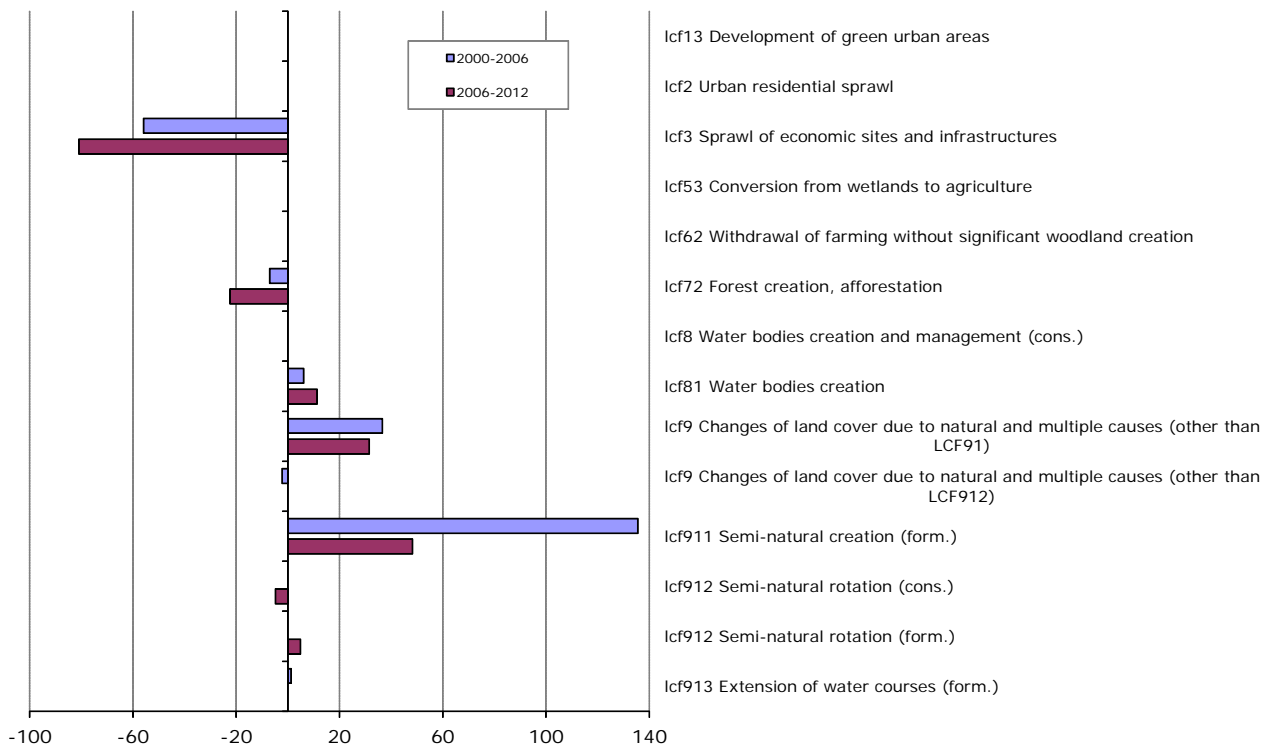 2000-2006
2006-2012
lcf13 Development of green urban areas
lcf2 Urban residential sprawl
lcf3 Sprawl of economic sites and infrastructures
lcf53 Conversion from wetlands to agriculture
lcf62 Withdrawal of farming without significant woodland creation
lcf72 Forest creation, afforestation
lcf8 Water bodies creation and management (cons.)
lcf81 Water bodies creation
lcf9 Changes of land cover due to natural and multiple causes (other than
LCF91)
lcf9 Changes of land cover due to natural and multiple causes (other than
LCF912)
lcf911 Semi-natural creation (form.)
lcf912 Semi-natural rotation (cons.)
lcf912 Semi-natural rotation (form.)
lcf913 Extension of water courses (form.)
-100 -60 -20 20 60 100 140